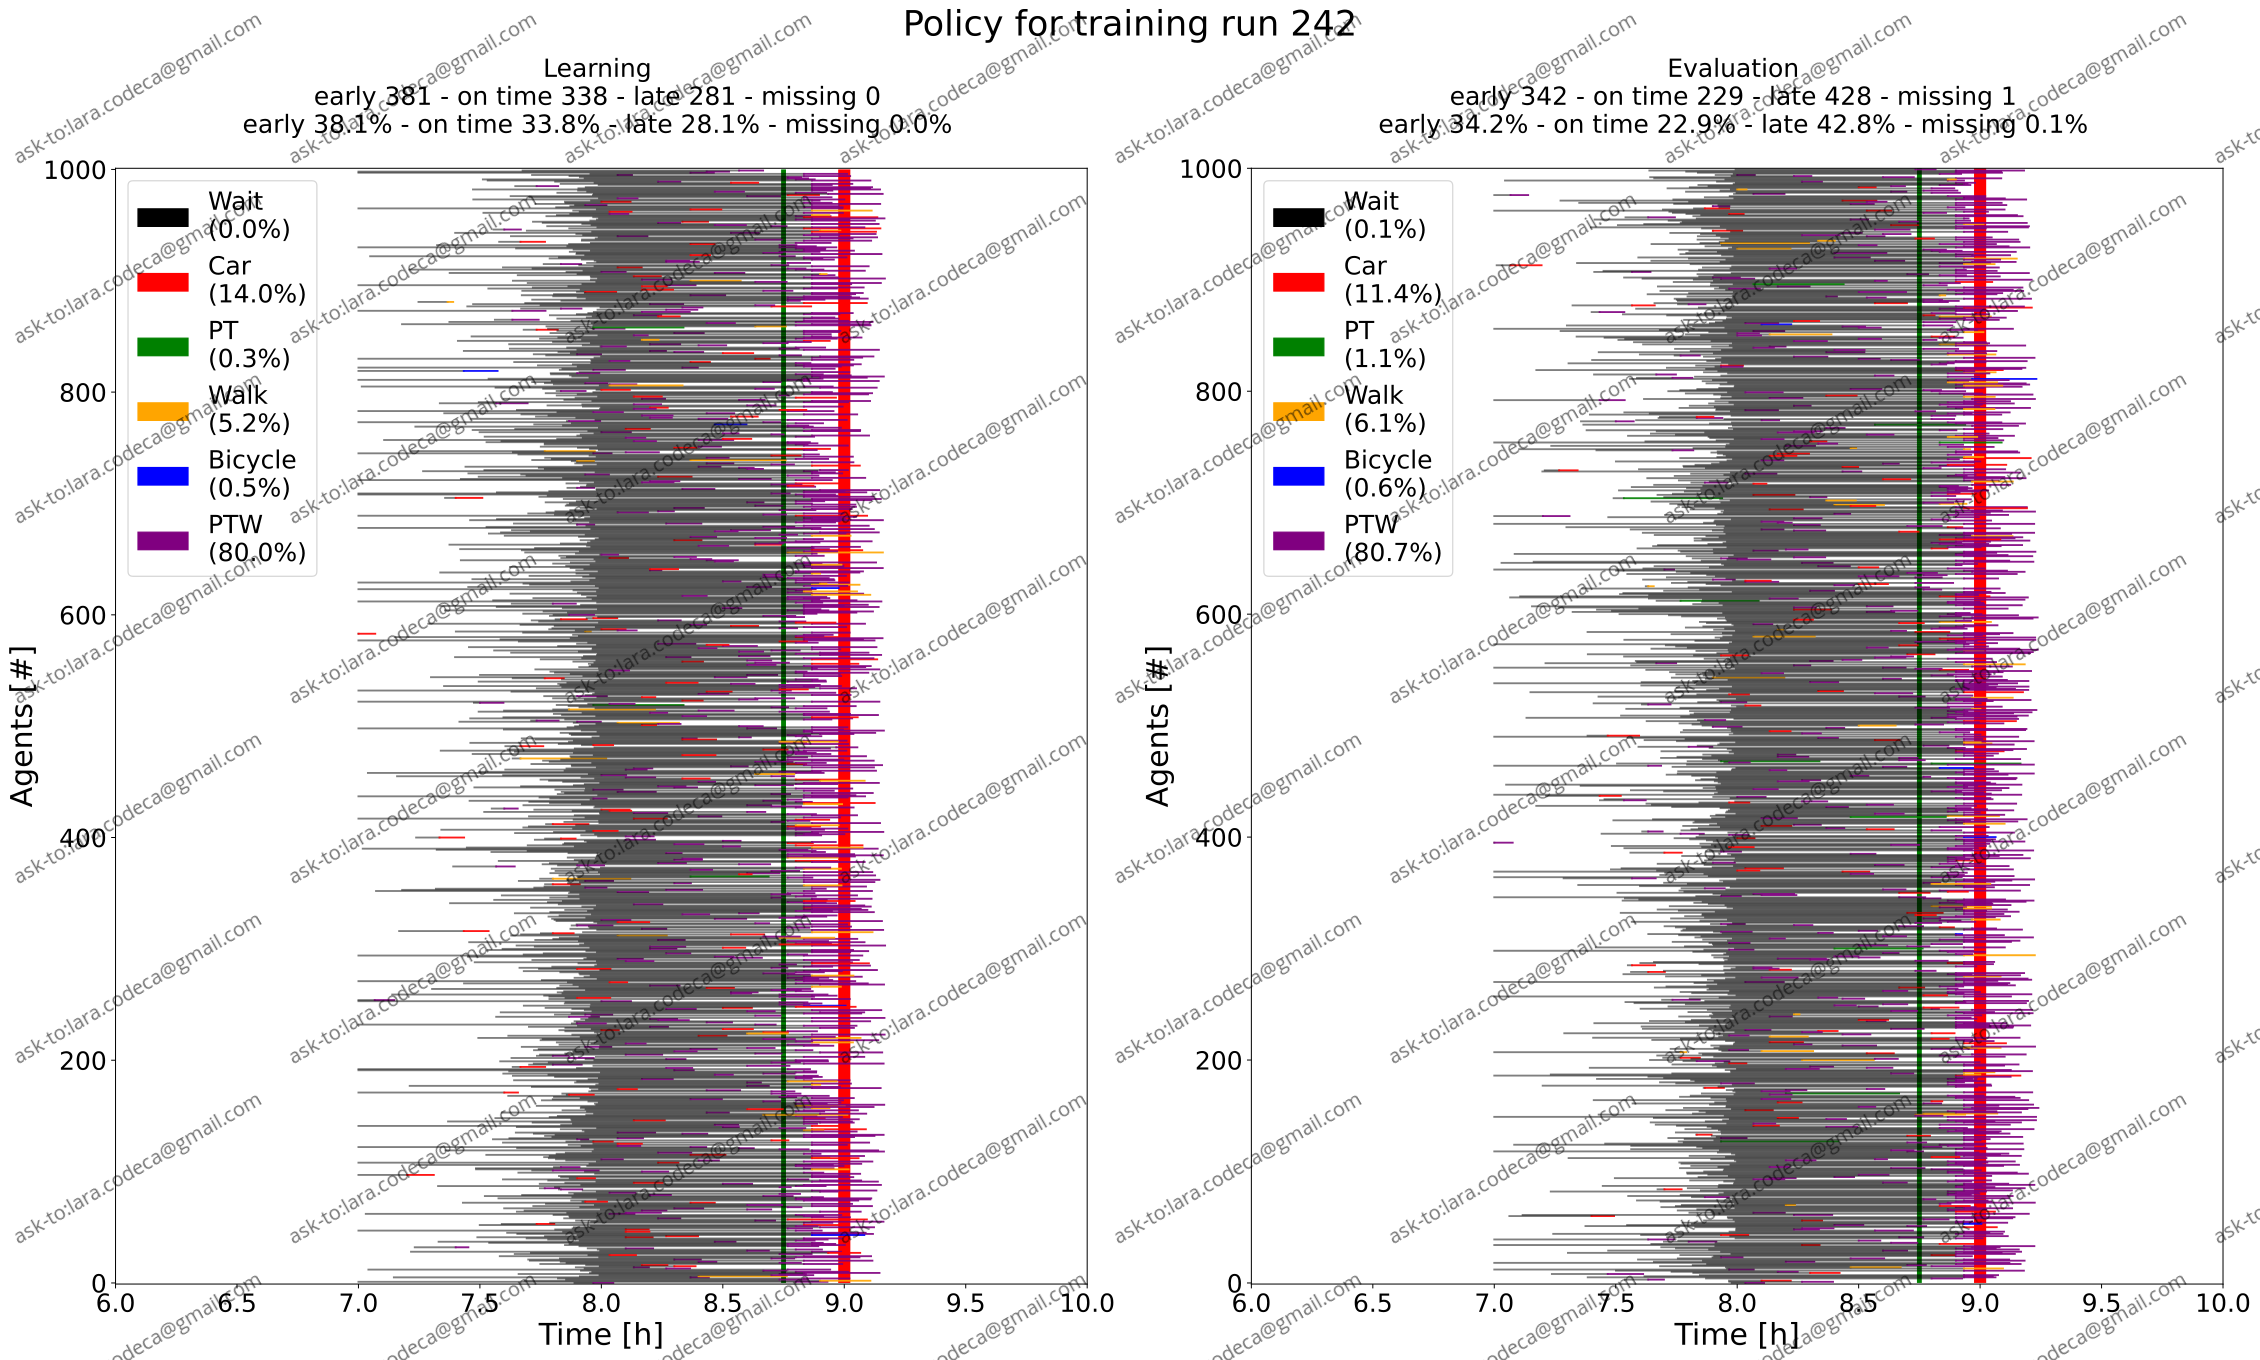 Policy for training run 242
Learning
early 381 - on time 338 - late 281 - missing 0
early 38.1% - on time 33.8% - late 28.1% - missing 0.0%
Wait
(0.0%)
Car
(14.0%)
PT
(0.3%)
Walk
(5.2%)
Bicycle
(0.5%)
PTW
(80.0%)
Agents [#]
1000
800
600
400
200
0
6.0 6.5 7.0 7.5 8.0 8.5 9.0 9.5 10.0
Time [h]
Evaluation
early 342 - on time 229 - late 428 - missing 1
early 34.2% - on time 22.9% - late 42.8% - missing 0.1%
Wait
(0.1%)
Car
(11.4%)
PT
(1.1%)
Walk
(6.1%)
Bicycle
(0.6%)
PTW
(80.7%)
Agents [#]
1000
800
600
400
200
0
6.0 6.5 7.0 7.5 8.0 8.5 9.0 9.5 10.0
Time [h]
ask-to:lara.codeca@gmail.com